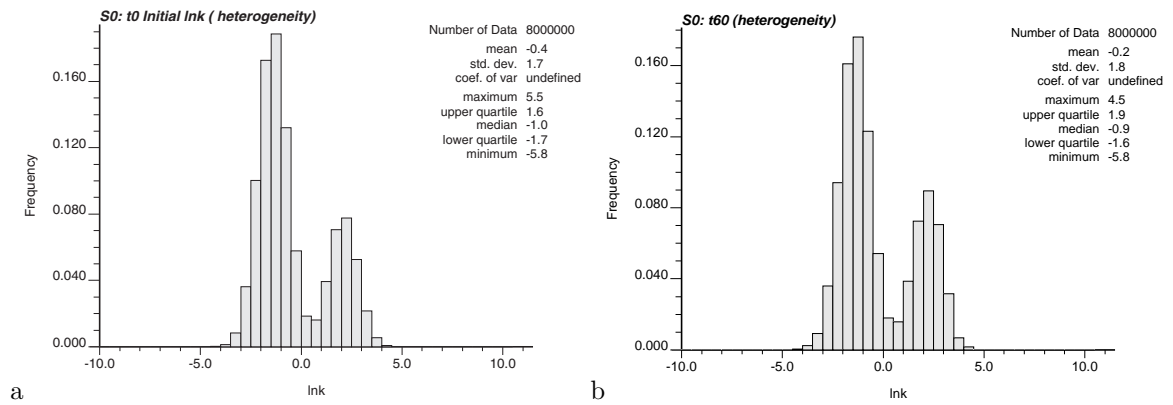 S0: t0 Initial lnk ( heterogeneity)
Number of Data 8000000
mean -0.4
std. dev. 1.7
coef. of var undefined
maximum 5.5
upper quartile 1.6
median -1.0
lower quartile -1.7
minimum -5.8
Frequency
0.160
0.120
0.080
0.040
0.000
-10.0 -5.0 0.0 5.0 10.0
lnk
a
S0: t60 (heterogeneity)
Number of Data 8000000
mean -0.2
std. dev. 1.8
coef. of var undefined
maximum 4.5
upper quartile 1.9
median -0.9
lower quartile -1.6
minimum -5.8
Frequency
0.160
0.120
0.080
0.040
0.000
-10.0 -5.0 0.0 5.0 10.0
lnk
b